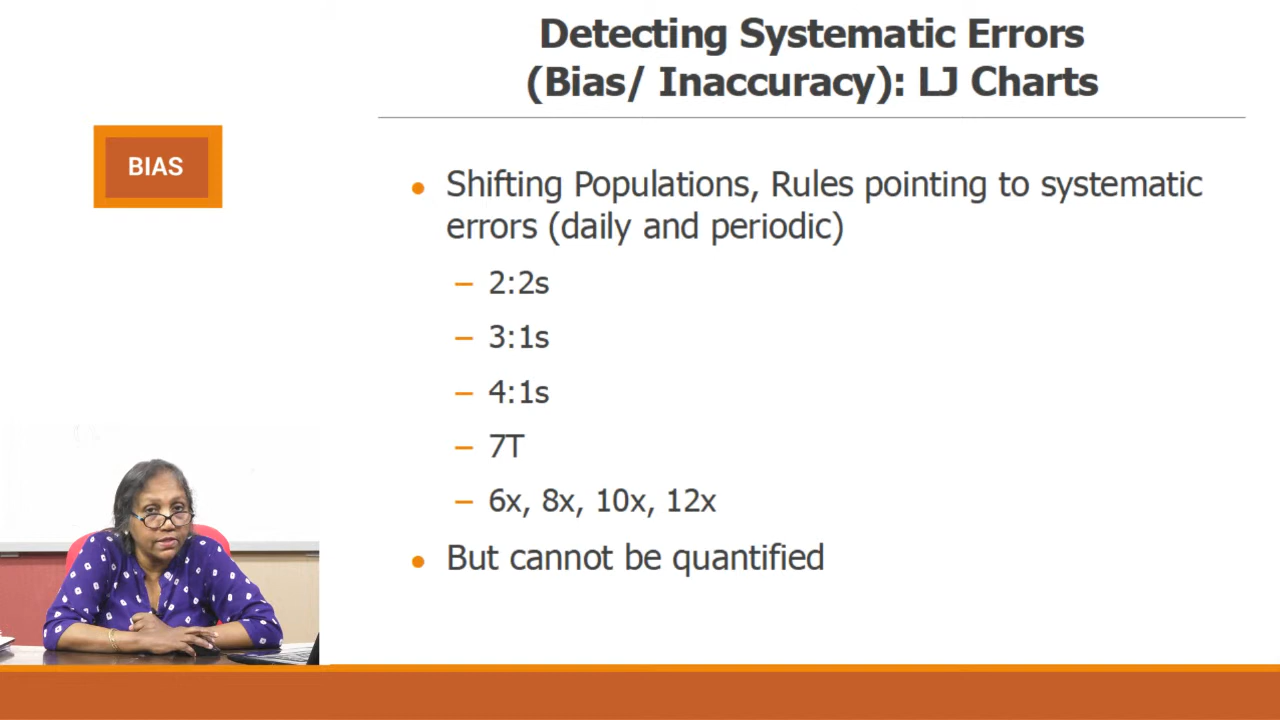 Detecting Systematic Errors
(Bias/ Inaccuracy): LJ Charts
BIAS
● Shifting Populations, Rules pointing to systematic
errors (daily and periodic)
– 2:2s
– 3:1s
– 4:1s
– 7T
– 6x, 8x, 10x, 12x
● But cannot be quantified